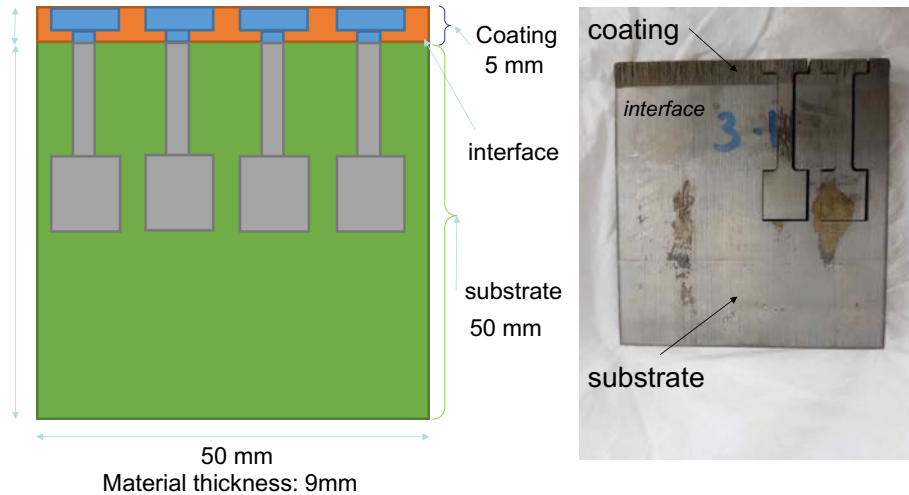 Coating
5 mm
interface
substrate
50 mm
50 mm
Material thickness: 9mm
coating
interface
3-1
substrate